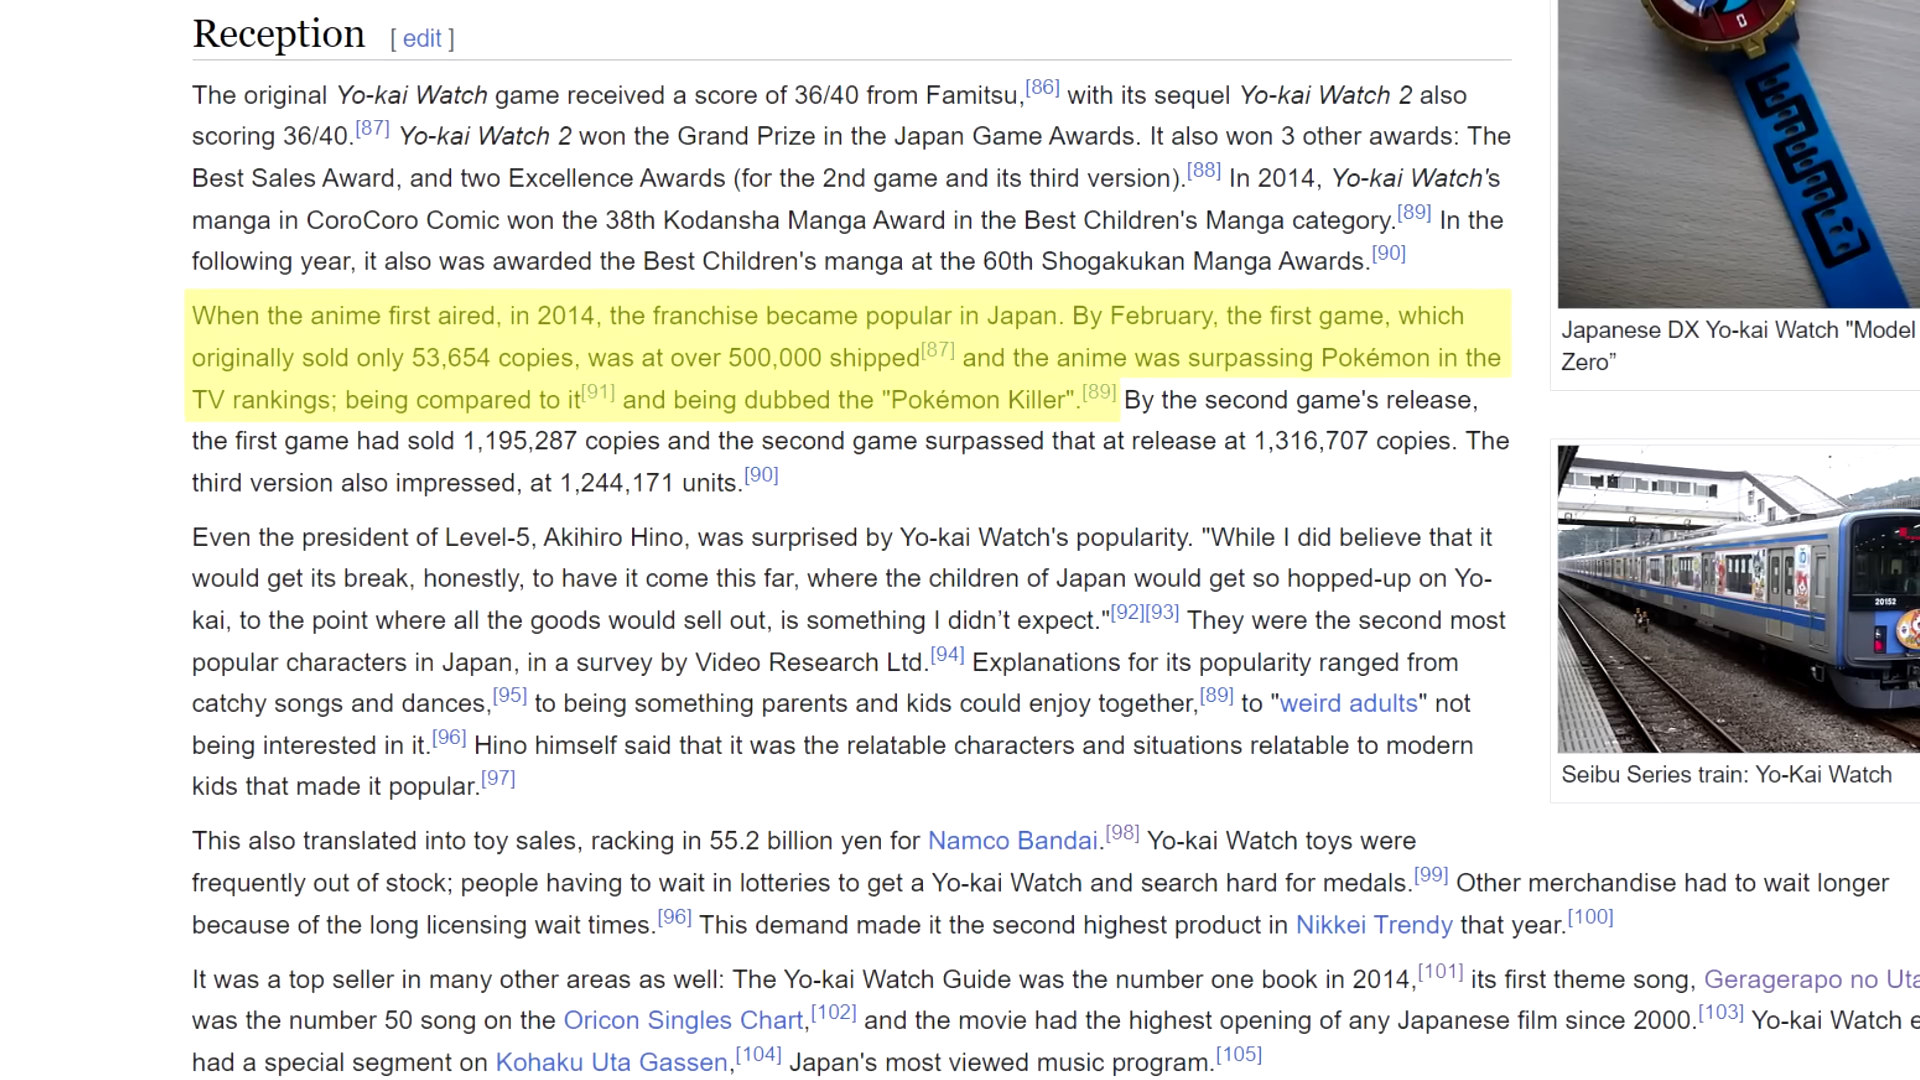 Reception [ edit ]
The original Yo-kai Watch game received a score of 36/40 from Famitsu,[86] with its sequel Yo-kai Watch 2 also
scoring 36/40.[87] Yo-kai Watch 2 won the Grand Prize in the Japan Game Awards. It also won 3 other awards: The
Best Sales Award, and two Excellence Awards (for the 2nd game and its third version).[88] In 2014, Yo-kai Watch's
manga in CoroCoro Comic won the 38th Kodansha Manga Award in the Best Children's Manga category.[89] In the
following year, it also was awarded the Best Children's manga at the 60th Shogakukan Manga Awards.[90]
When the anime first aired, in 2014, the franchise became popular in Japan. By February, the first game, which
originally sold only 53,654 copies, was at over 500,000 shipped[87] and the anime was surpassing Pokémon in the
TV rankings; being compared to it[91] and being dubbed the "Pokémon Killer".[89] By the second game's release,
the first game had sold 1,195,287 copies and the second game surpassed that at release at 1,316,707 copies. The
third version also impressed, at 1,244,171 units.[90]
Even the president of Level-5, Akihiro Hino, was surprised by Yo-kai Watch's popularity. "While I did believe that it
would get its break, honestly, to have it come this far, where the children of Japan would get so hopped-up on Yo-
kai, to the point where all the goods would sell out, is something I didn’t expect."[92][93] They were the second most
popular characters in Japan, in a survey by Video Research Ltd.[94] Explanations for its popularity ranged from
catchy songs and dances,[95] to being something parents and kids could enjoy together,[89] to "weird adults" not
being interested in it.[96] Hino himself said that it was the relatable characters and situations relatable to modern
kids that made it popular.[97]
This also translated into toy sales, racking in 55.2 billion yen for Namco Bandai.[98] Yo-kai Watch toys were
frequently out of stock; people having to wait in lotteries to get a Yo-kai Watch and search hard for medals.[99] Other merchandise had to wait longer
because of the long licensing wait times.[96] This demand made it the second highest product in Nikkei Trendy that year.[100]
It was a top seller in many other areas as well: The Yo-kai Watch Guide was the number one book in 2014,[101] its first theme song, Geragerapo no Uta
was the number 50 song on the Oricon Singles Chart,[102] and the movie had the highest opening of any Japanese film since 2000.[103] Yo-kai Watch e
had a special segment on Kohaku Uta Gassen,[104] Japan's most viewed music program.[105]
0
Japanese DX Yo-kai Watch "Model
Zero”
20152
Seibu Series train: Yo-Kai Watch